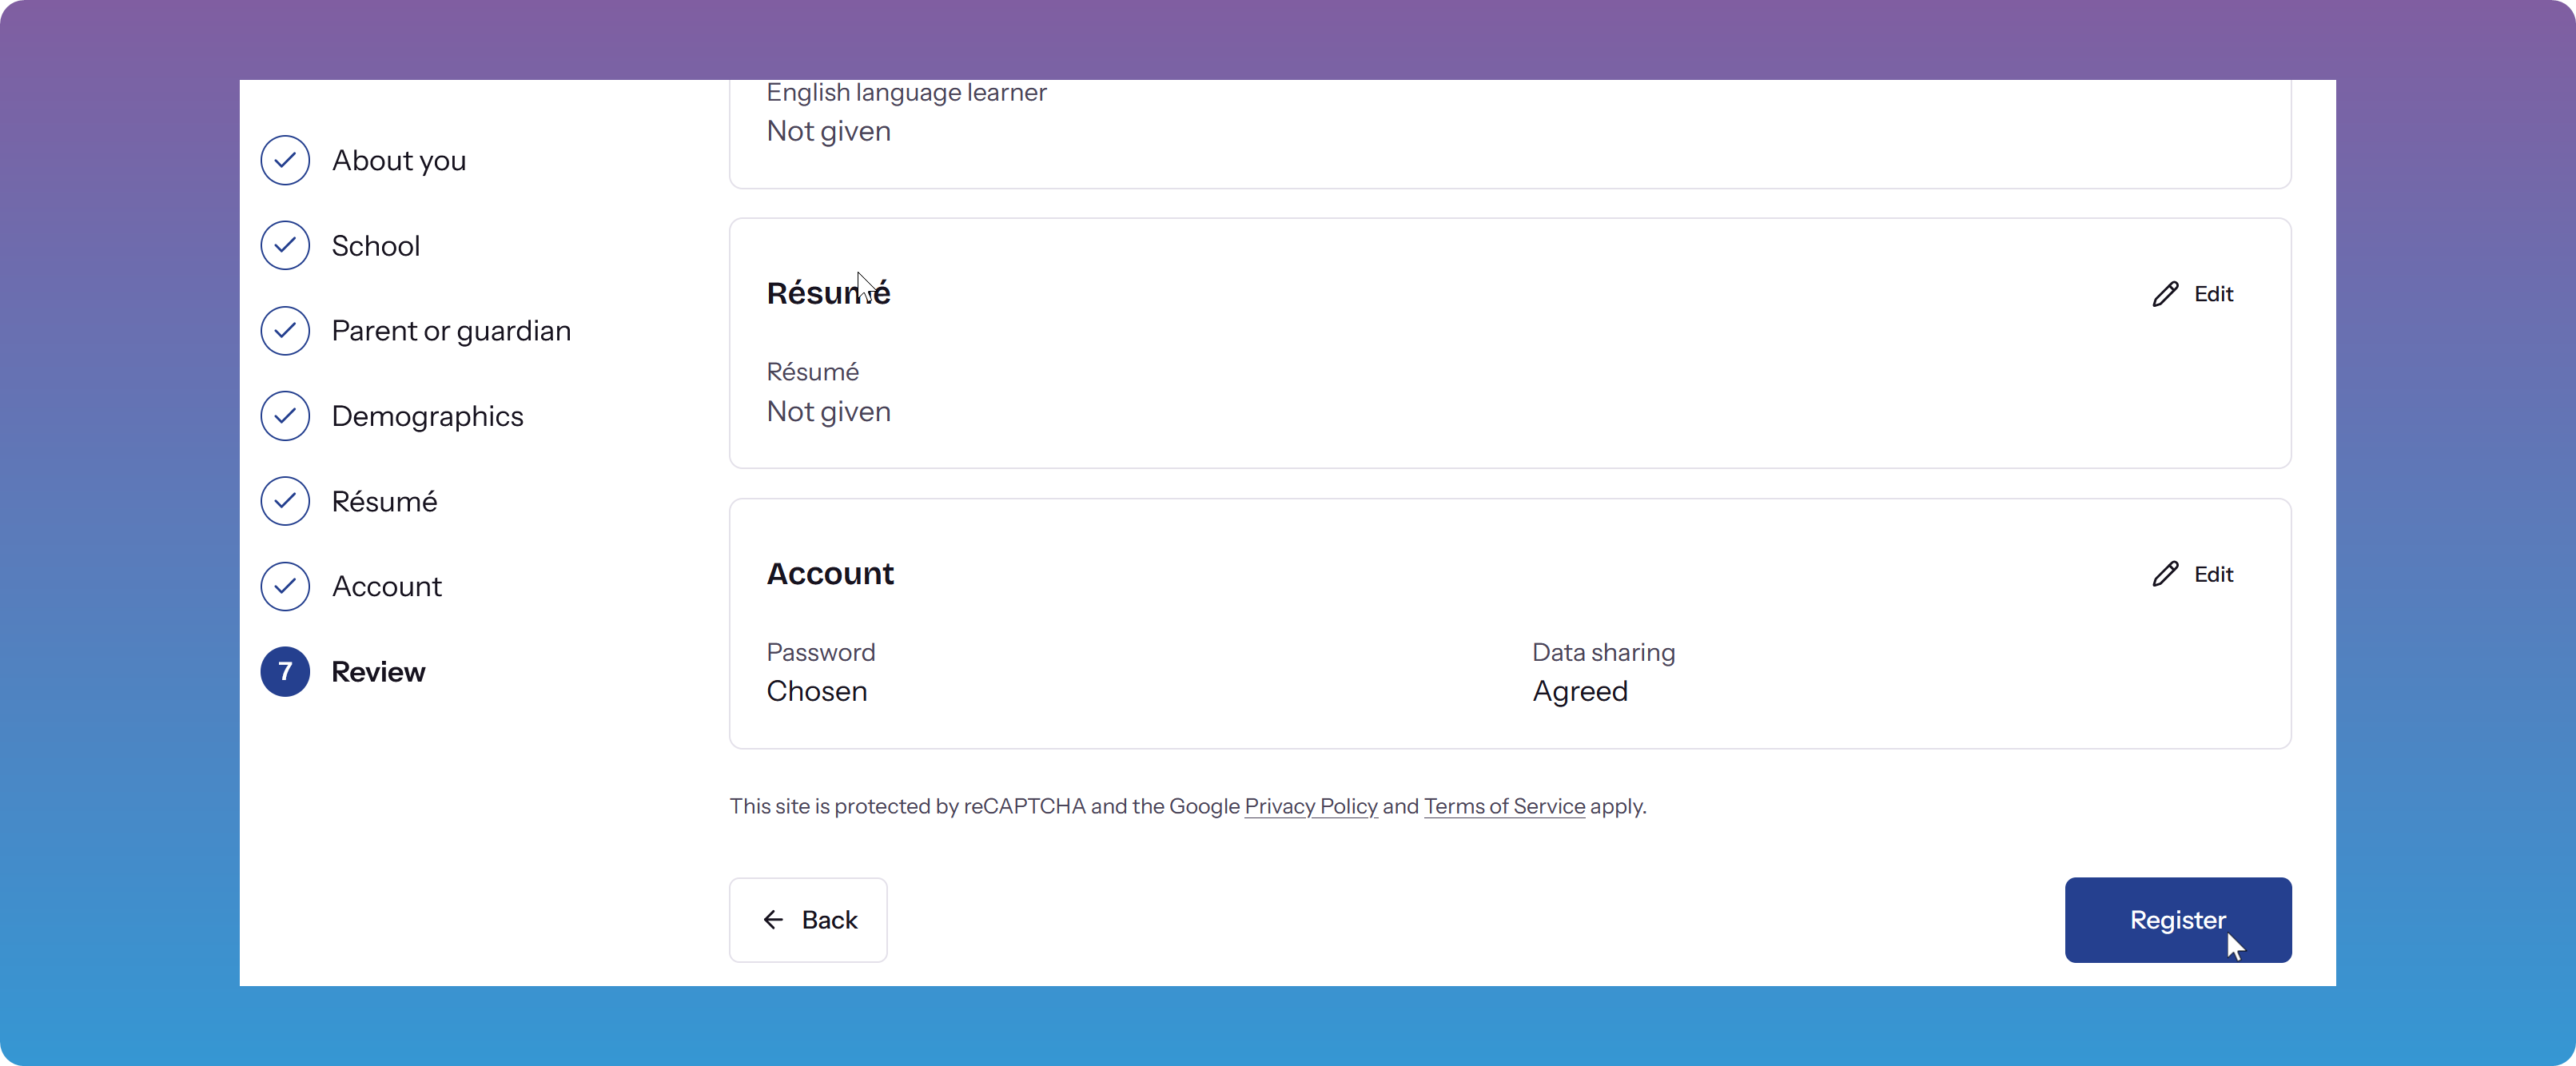 About you
School
Parent or guardian
Demographics
Résumé
Account
7 Review
English language learner
Not given
Résumé
Edit
Résumé
Not given
Account
Edit
Password
Chosen
Data sharing
Agreed
This site is protected by reCAPTCHA and the Google Privacy Policy and Terms of Service apply.
Back
Register